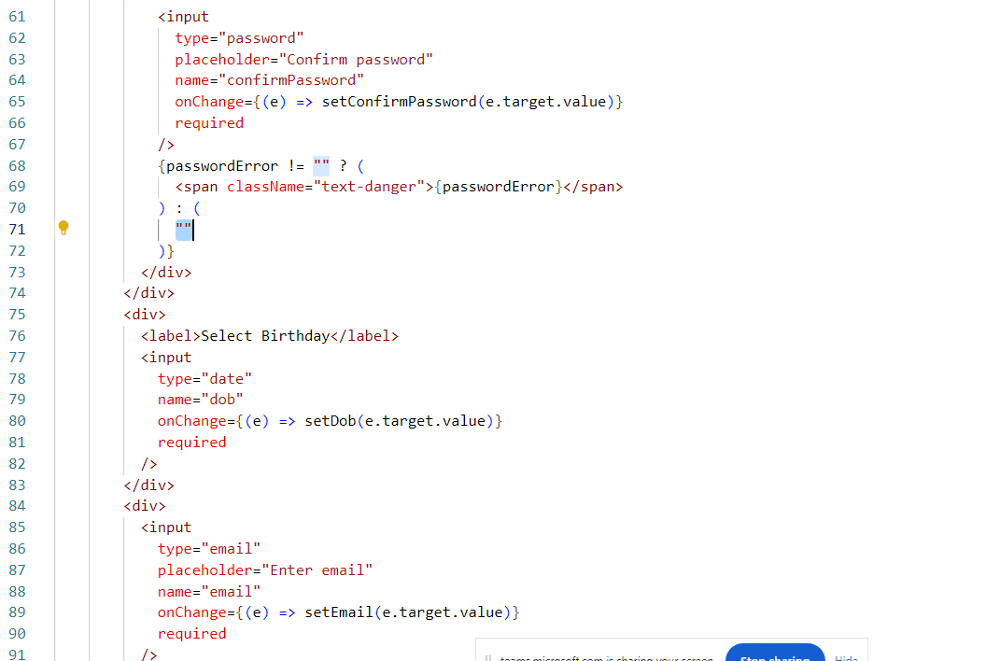 61 <input
62 type="password"
63 placeholder="Confirm password"
64 name="confirmPassword"
65 onChange={(e) => setConfirmPassword(e.target.value)}
66 required
67 />
68 {passwordError != "" ? (
69 <span className="text-danger">{passwordError}</span>
70 ) : (
71 ""
72 )}
73 </div>
74 </div>
75 <div>
76 <label>Select Birthday</label>
77 <input
78 type="date"
79 name="dob"
80 onChange={(e) => setDob(e.target.value)}
81 required
82 />
83 </div>
84 <div>
85 <input
86 type="email"
87 placeholder="Enter email"
88 name="email"
89 onChange={(e) => setEmail(e.target.value)}
90 required
91 />
teams.microsoft.com is sharing your screen. Stop sharing Hide